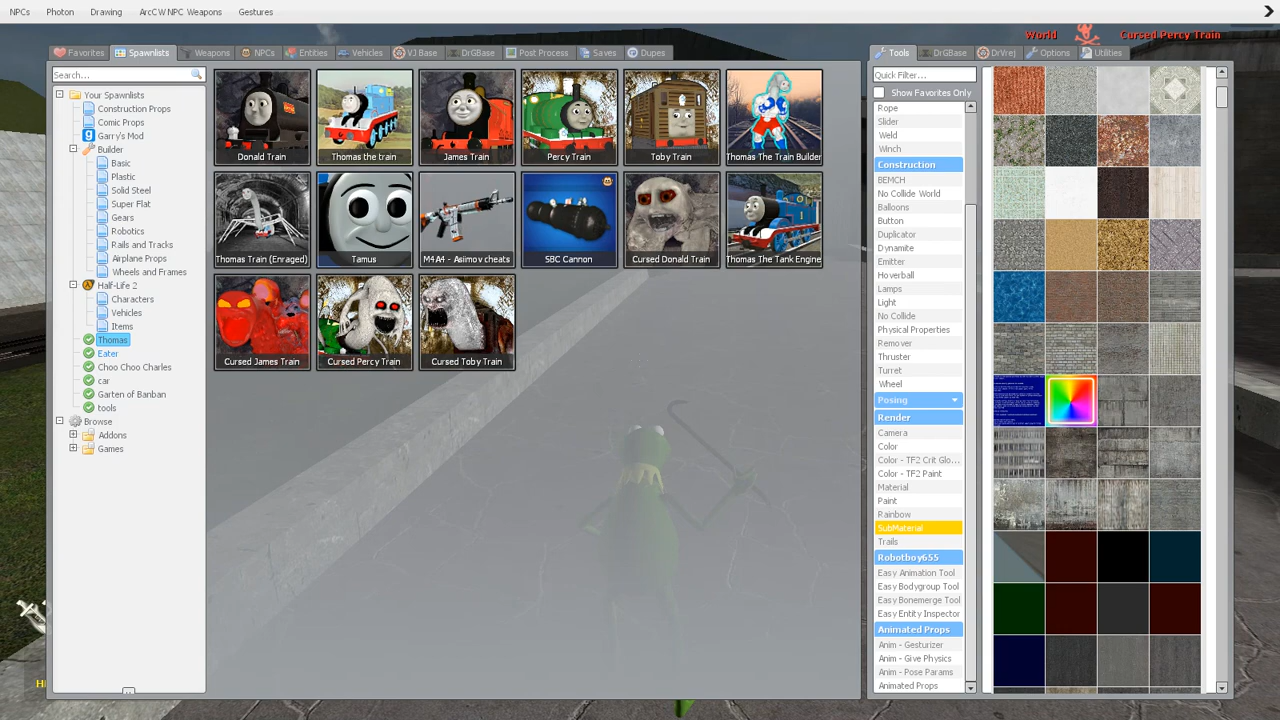 NPCs Photon Drawing ArcCW NPC Weapons Gestures
World Cursed Percy Train
Favorites Spawnlists Weapons NPCs Entities Vehicles VJ Base DrGBase Post Process Saves Dupes
Search...
Your Spawnlists
Construction Props
Comic Props
Garry's Mod
Builder
Basic
Plastic
Solid Steel
Super Flat
Gears
Robotics
Rails and Tracks
Airplane Props
Wheels and Frames
Half-Life 2
Characters
Vehicles
Items
Thomas
Eater
Choo Choo Charles
car
Garten of Banban
tools
Browse
Addons
Games
Donald Train Thomas the train James Train Percy Train Toby Train Thomas The Train Builder
Thomas Train (Enraged) Tamus M4A4 - Asiimov cheats SBC Cannon Cursed Donald Train Thomas The Tank Engine
Cursed James Train Cursed Percy Train Cursed Toby Train
Tools DrGBase DrVrej Options Utilities
Quick Filter...
Show Favorites Only
Rope
Slider
Weld
Winch
Construction
BEMCH
No Collide World
Balloons
Button
Duplicator
Dynamite
Emitter
Hoverball
Lamps
Light
No Collide
Physical Properties
Remover
Thruster
Turret
Wheel
Posing
Render
Camera
Color
Color - TF2 Crit Glo...
Color - TF2 Paint
Material
Paint
Rainbow
SubMaterial
Trails
Robotboy655
Easy Animation Tool
Easy Bodygroup Tool
Easy Bonemerge Tool
Easy Entity Inspector
Animated Props
Anim - Gesturizer
Anim - Give Physics
Anim - Pose Params
Animated Props